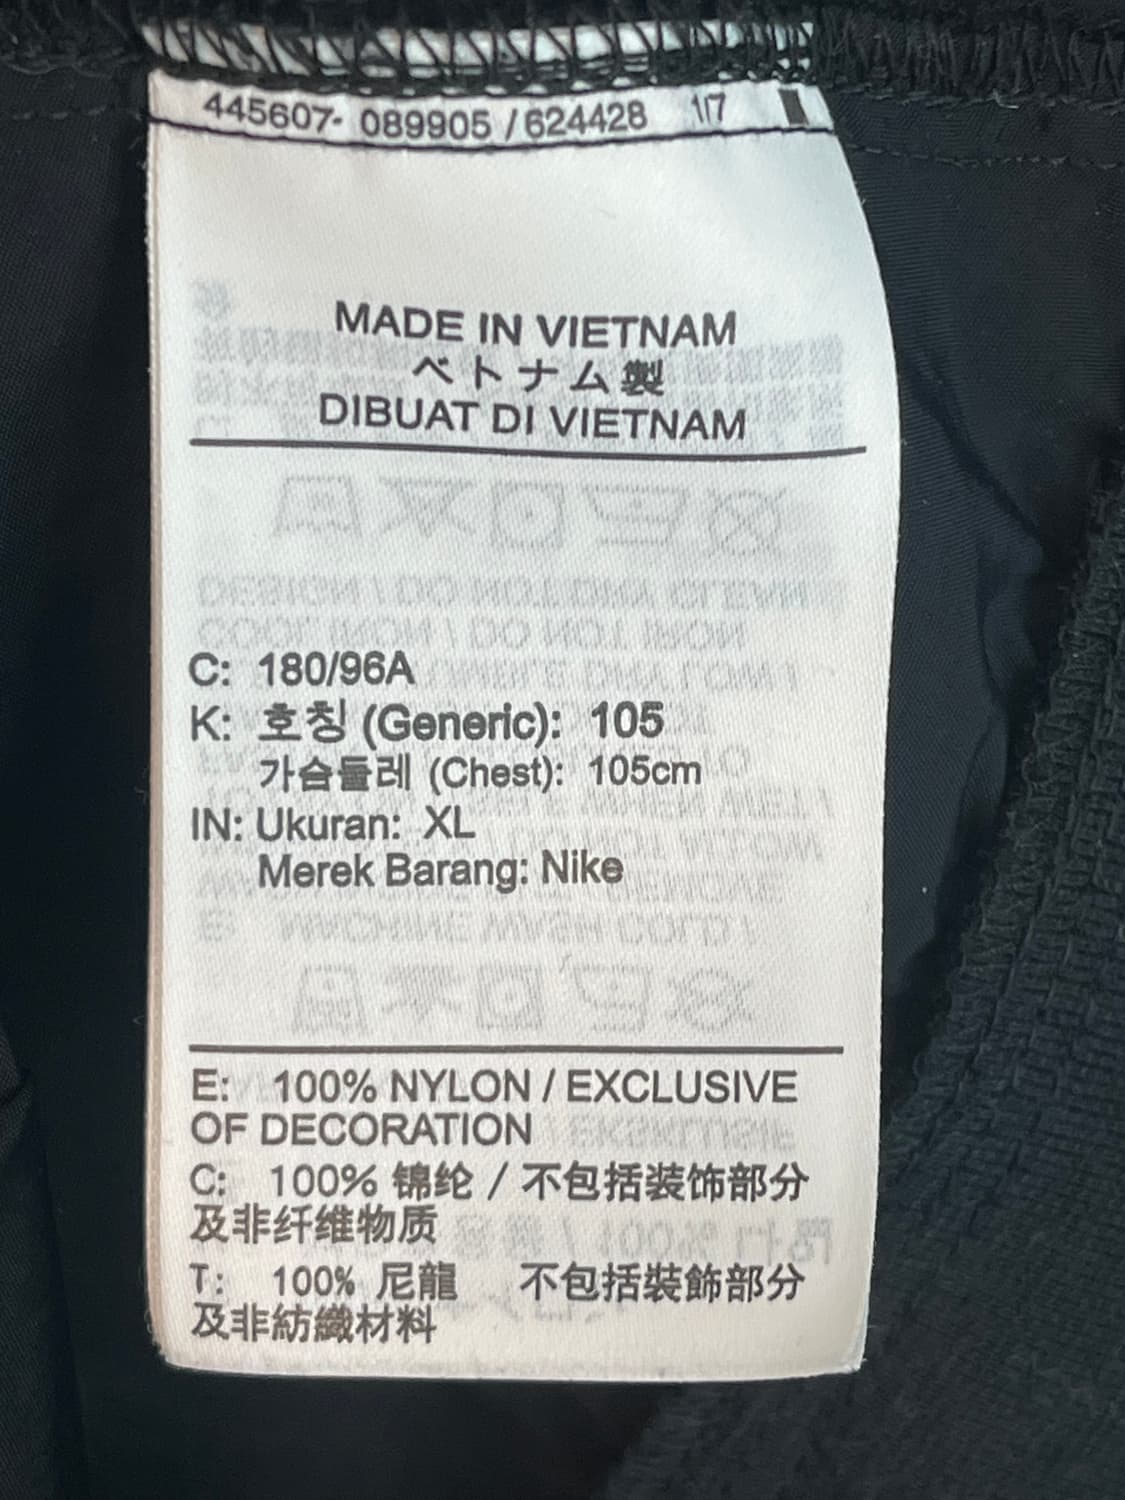 445607- 089905 / 624428 1/7
MADE IN VIETNAM
ベトナム製
DIBUAT DI VIETNAM
C: 180/96A
K: 호칭 (Generic): 105
가슴둘레 (Chest): 105cm
IN: Ukuran: XL
Merek Barang: Nike
E: 100% NYLON / EXCLUSIVE
OF DECORATION
C: 100% 锦纶 / 不包括装饰部分
及非纤维物质
T: 100% 尼龍 不包括裝飾部分
及非紡織材料